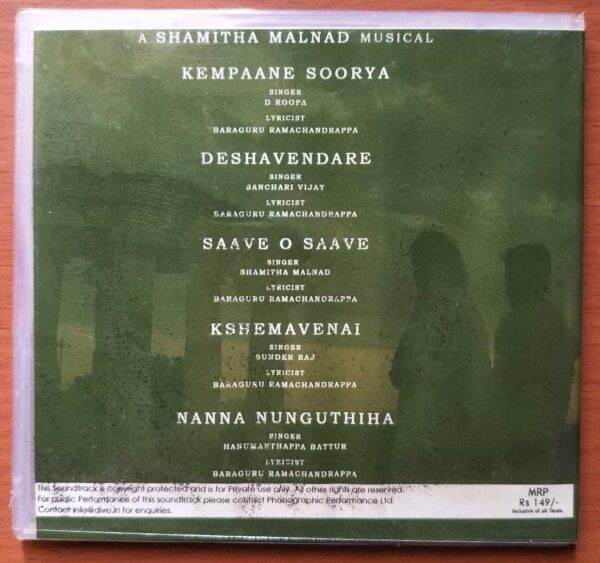 A SHAMITHA MALNAD MUSICAL
KEMPAANE SOORYA
SINGER
D ROOPA
LYRICIST
BARAGURU RAMACHANDRAPPA
DESHAVENDARE
SINGER
SANCHARI VIJAY
LYRICIST
BARAGURU RAMACHANDRAPPA
SAAVE O SAAVE
SINGER
SHAMITHA MALNAD
LYRICIST
BARAGURU RAMACHANDRAPPA
KSHEMAVENAI
SINGER
SUNDER RAJ
LYRICIST
BARAGURU RAMACHANDRAPPA
NANNA NUNGUTHIHA
SINGER
HANUMANTHAPPA BATTUR
LYRICIST
BARAGURU RAMACHANDRAPPA
This Soundtrack is copyright protected and is for Private use only. All other rights are reserved.
For public Performance of this soundtrack please contact Phonographic Performance Ltd.
Contact info@divo.in for enquiries.
MRP
Rs 149/-
Inclusive of all Taxes.